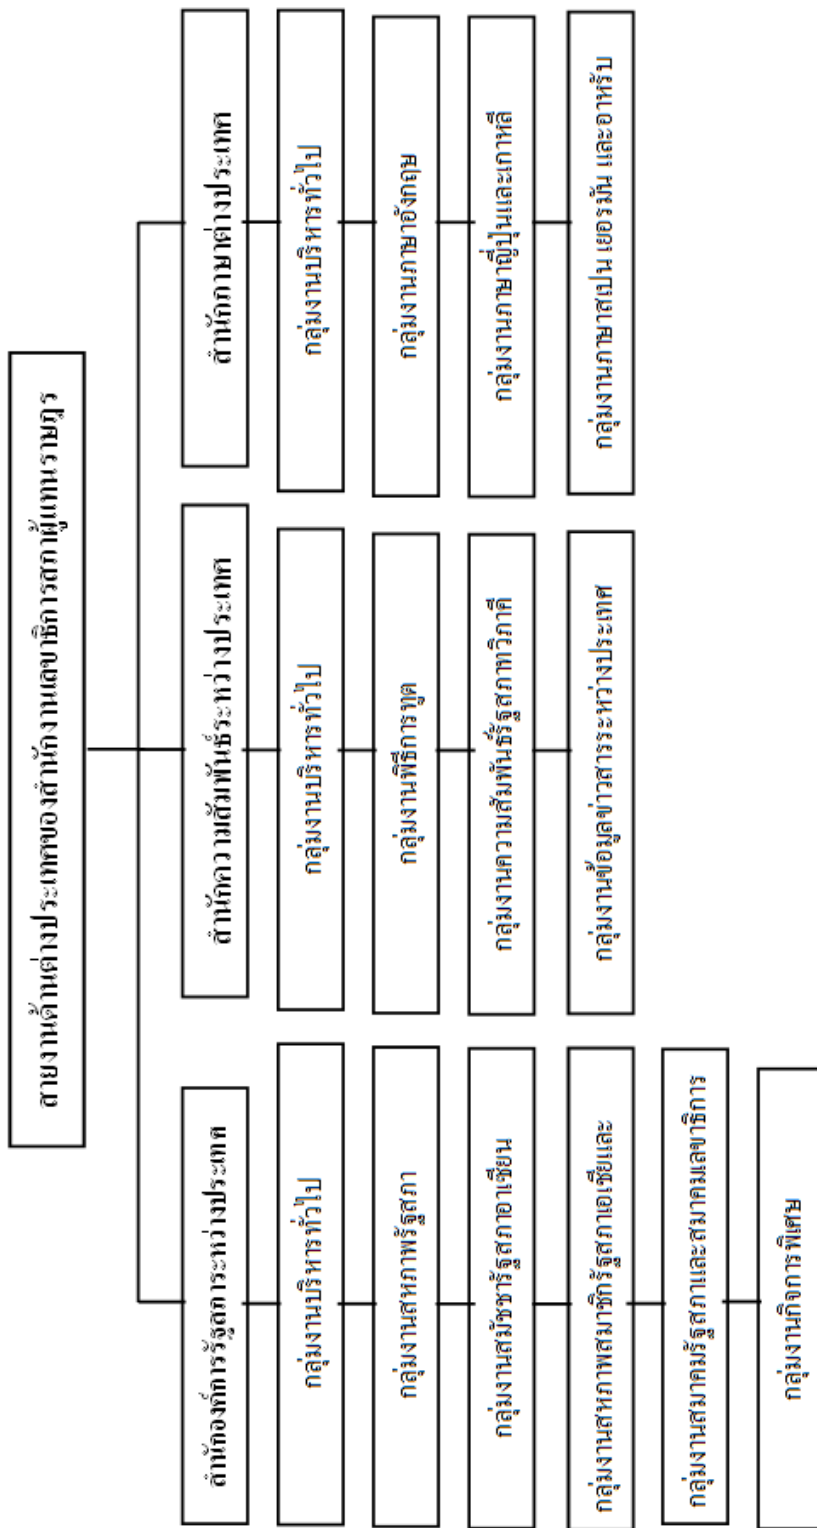 สายงานด้านต่างประเทศของสำนักงานเลขาธิการสภาผู้แทนราษฎร
สำนักองค์การรัฐสภาระหว่างประเทศ
กลุ่มงานบริหารทั่วไป
กลุ่มงานสหภาพรัฐสภา
กลุ่มงานสมัชชารัฐสภาอาเซียน
กลุ่มงานสหภาพสมาชิกรัฐสภาเอเชียและ
กลุ่มงานสมาคมรัฐสภาและสมาคมเลขาธิการ
กลุ่มงานกิจการพิเศษ
สำนักความสัมพันธ์ระหว่างประเทศ
กลุ่มงานบริหารทั่วไป
กลุ่มงานพิธีการทูต
กลุ่มงานความสัมพันธ์รัฐสภาทวิภาคี
กลุ่มงานข้อมูลข่าวสารระหว่างประเทศ
สำนักภาษาต่างประเทศ
กลุ่มงานบริหารทั่วไป
กลุ่มงานภาษาอังกฤษ
กลุ่มงานภาษาญี่ปุ่นและเกาหลี
กลุ่มงานภาษาสเปน เยอรมัน และอาหรับ